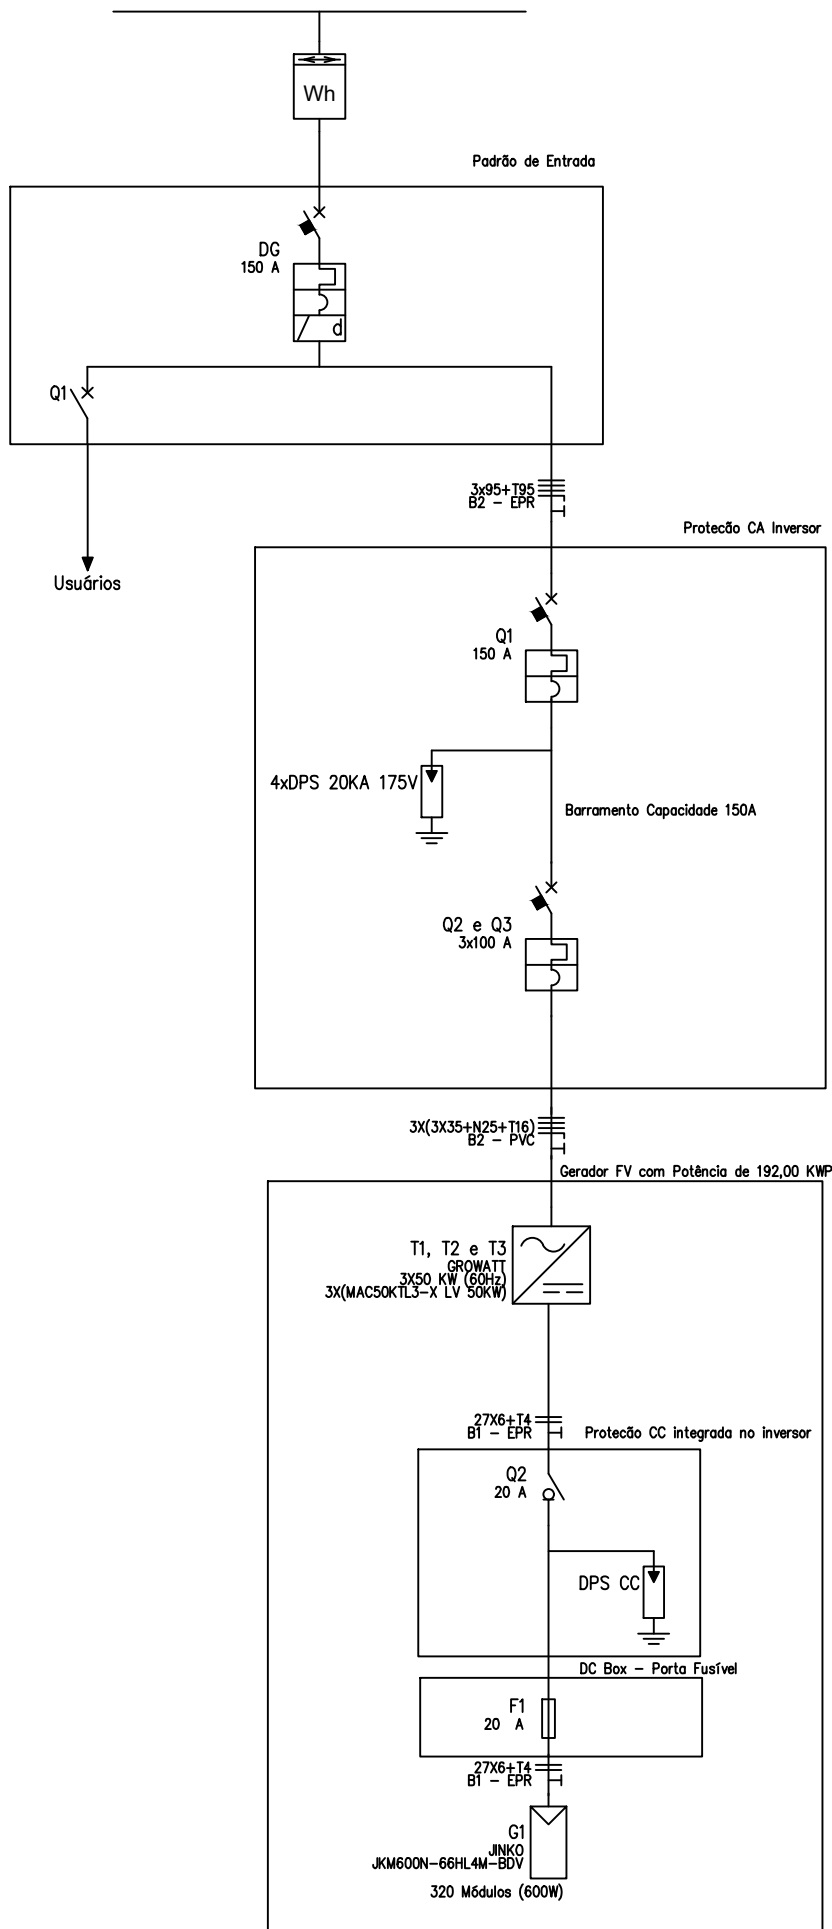 Wh
Padrão de Entrada
DG
150 A
d
Q1
3x95+T95
B2 - EPR
Protecão CA Inversor
Usuários
Q1
150 A
4xDPS 20KA 175V
Barramento Capacidade 150A
Q2 e Q3
3x100 A
3X(3X35+N25+T16)
B2 - PVC
Gerador FV com Potência de 192,00 KWP
T1, T2 e T3
GROWATT
3X50 KW (60Hz)
3X(MAC50KTL3-X LV 50KW)
27X6+T4
B1 - EPR
Protecão CC integrada no inversor
Q2
20 A
DPS CC
DC Box - Porta Fusível
F1
20 A
27X6+T4
B1 - EPR
G1
JINKO
JKM600N-66HL4M-BDV
320 Módulos (600W)